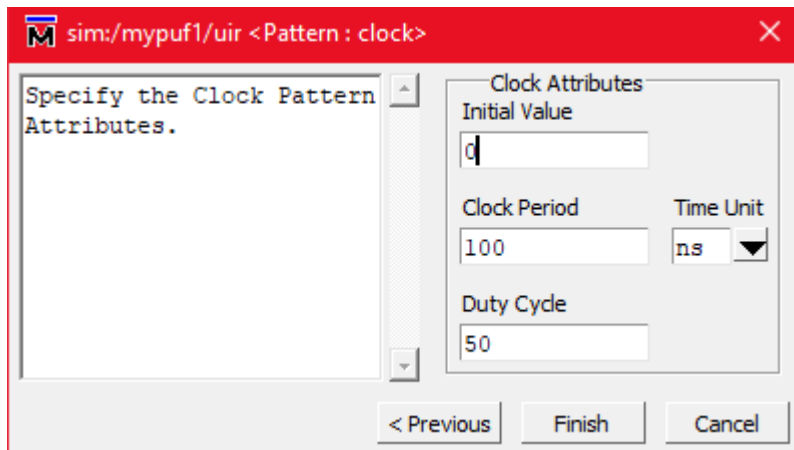 sim:/mypuf1/uir <Pattern : clock>
Specify the Clock Pattern
Attributes.
Clock Attributes
Initial Value
0
Clock Period
Time Unit
100
ns
Duty Cycle
50
< Previous
Finish
Cancel